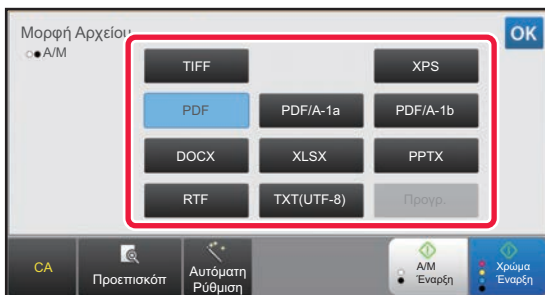 Μορφή Αρχείου
Α/Μ
OK
TIFF
XPS
PDF
PDF/A-1a
PDF/A-1b
DOCX
XLSX
PPTX
RTF
TXT(UTF-8)
Προγρ.
CA
Προεπισκόπ
Αυτόματη
Ρύθμιση
Α/Μ
Έναρξη
Χρώμα
Έναρξη